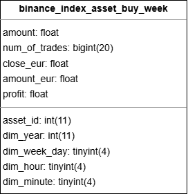 binance_index_asset_buy_week
amount: float
num_of_trades: bigint(20)
close_eur: float
amount_eur: float
profit: float
asset_id: int(11)
dim_year: int(11)
dim_week_day: tinyint(4)
dim_hour: tinyint(4)
dim_minute: tinyint(4)